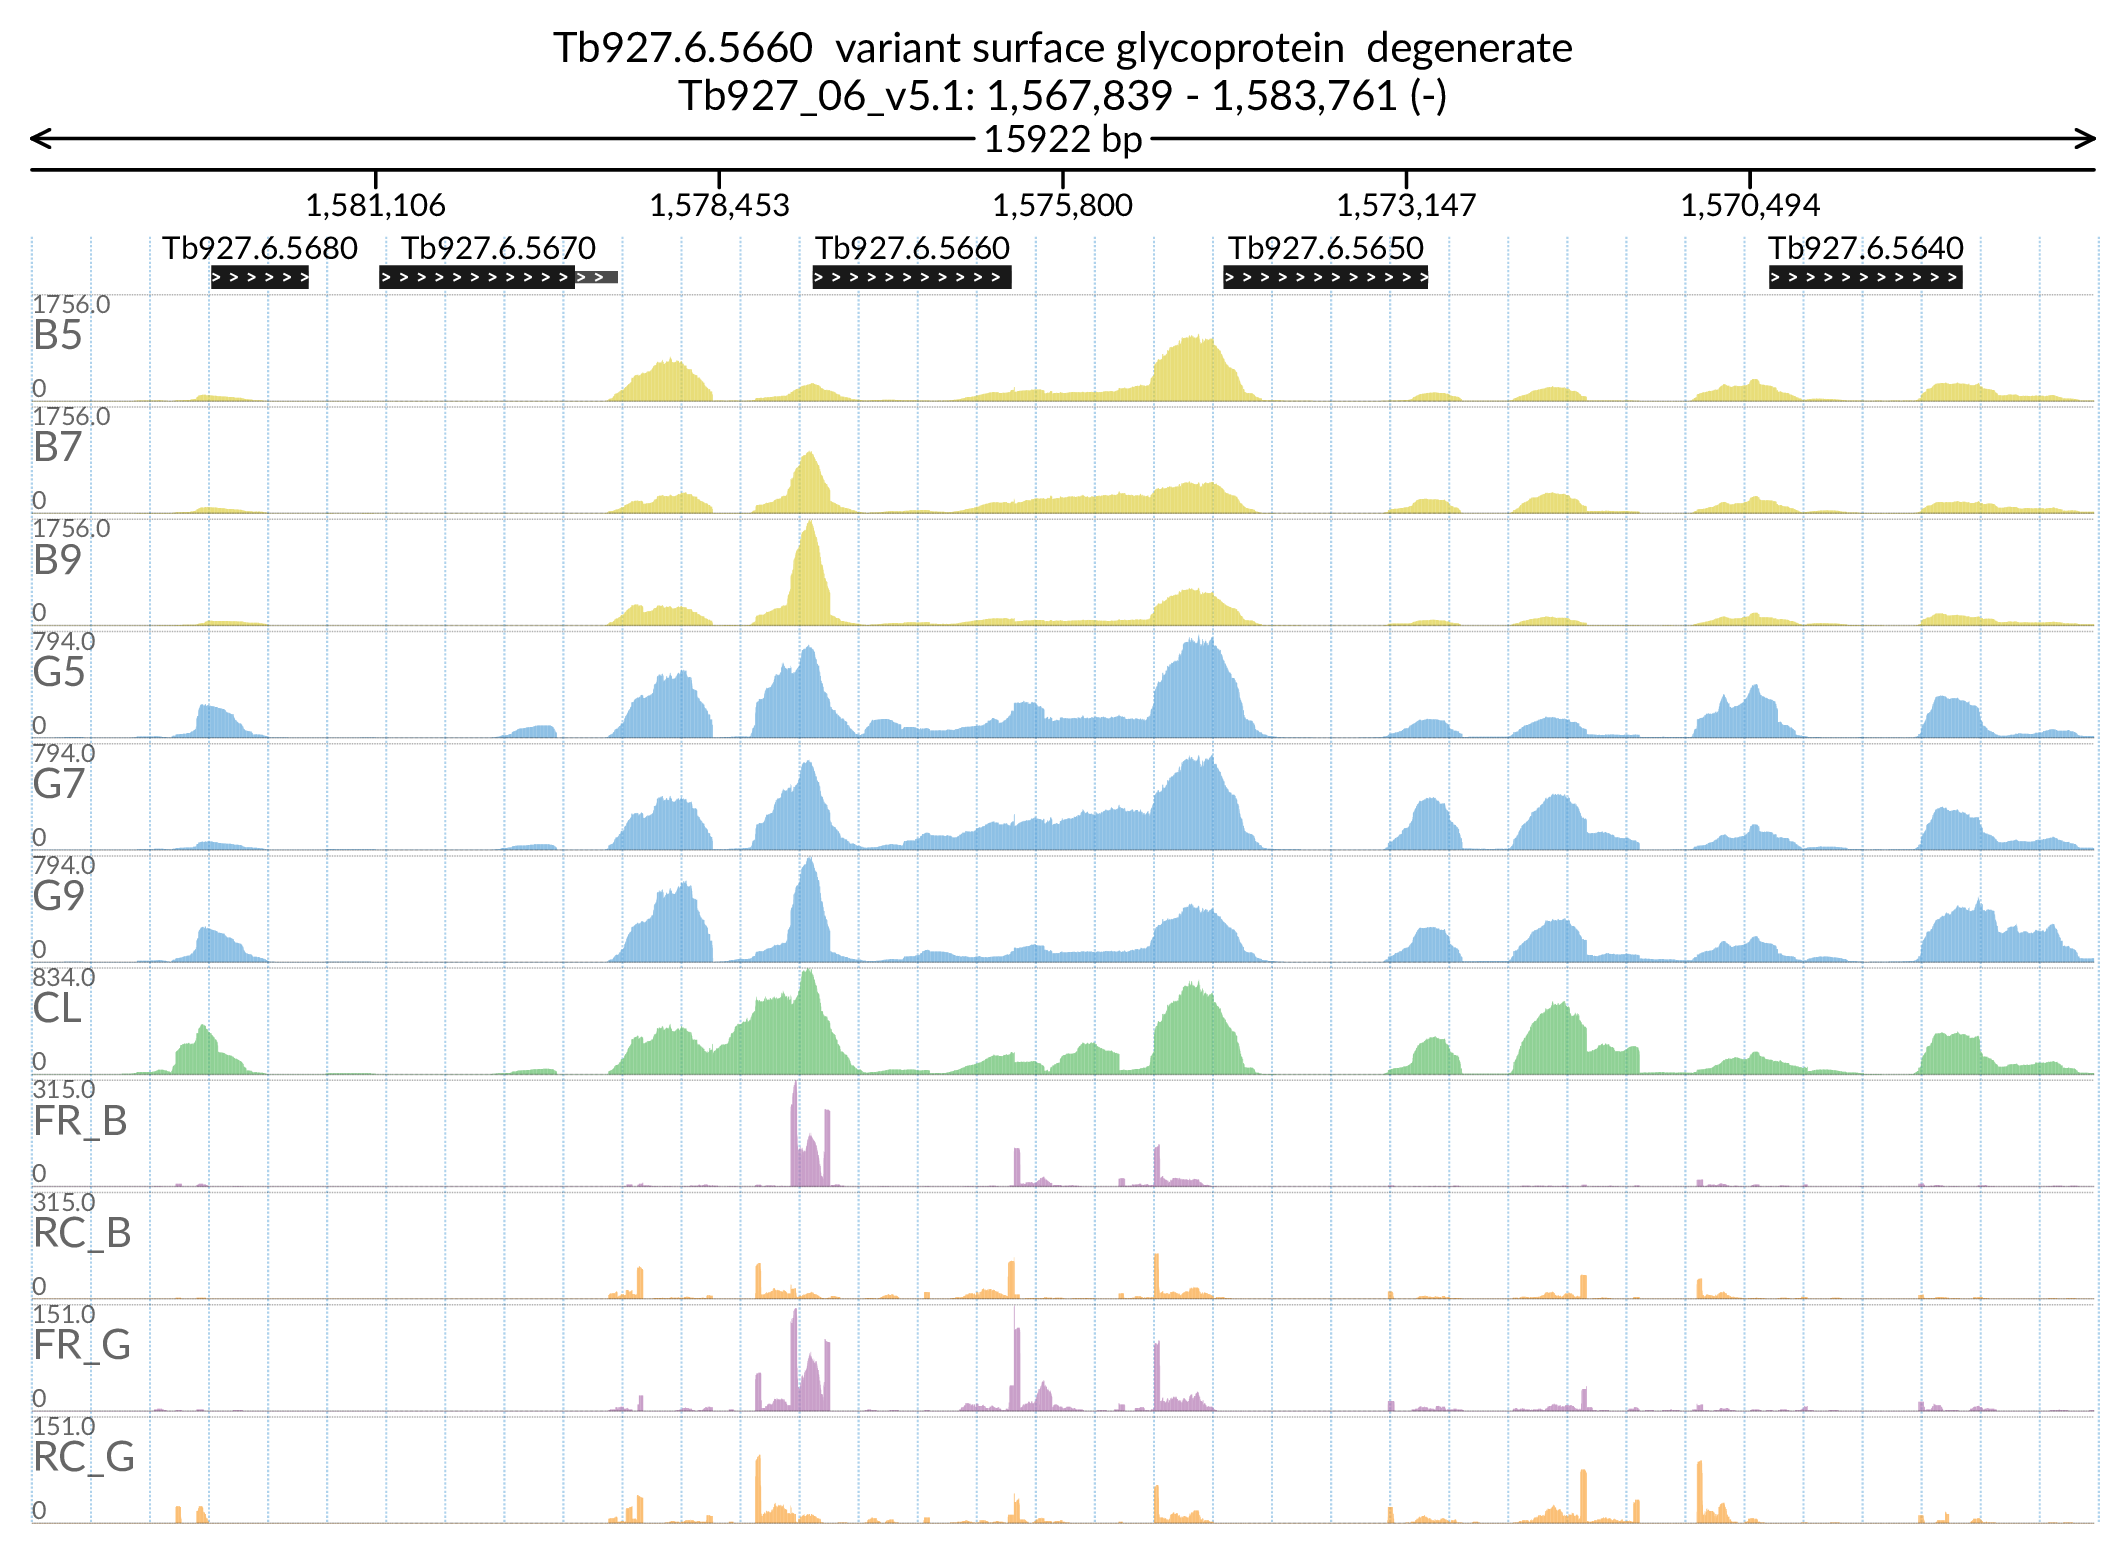 Tb927.6.5660  variant surface glycoprotein  degenerate
Tb927_06_v5.1: 1,567,839 - 1,583,761 (-)
15922 bp
1,581,106 1,578,453 1,575,800 1,573,147 1,570,494
Tb927.6.5680 Tb927.6.5670 Tb927.6.5660 Tb927.6.5650 Tb927.6.5640
1756.0
B5
0
1756.0
B7
0
1756.0
B9
0
794.0
G5
0
794.0
G7
0
794.0
G9
0
834.0
CL
0
315.0
FR_B
0
315.0
RC_B
0
151.0
FR_G
0
151.0
RC_G
0